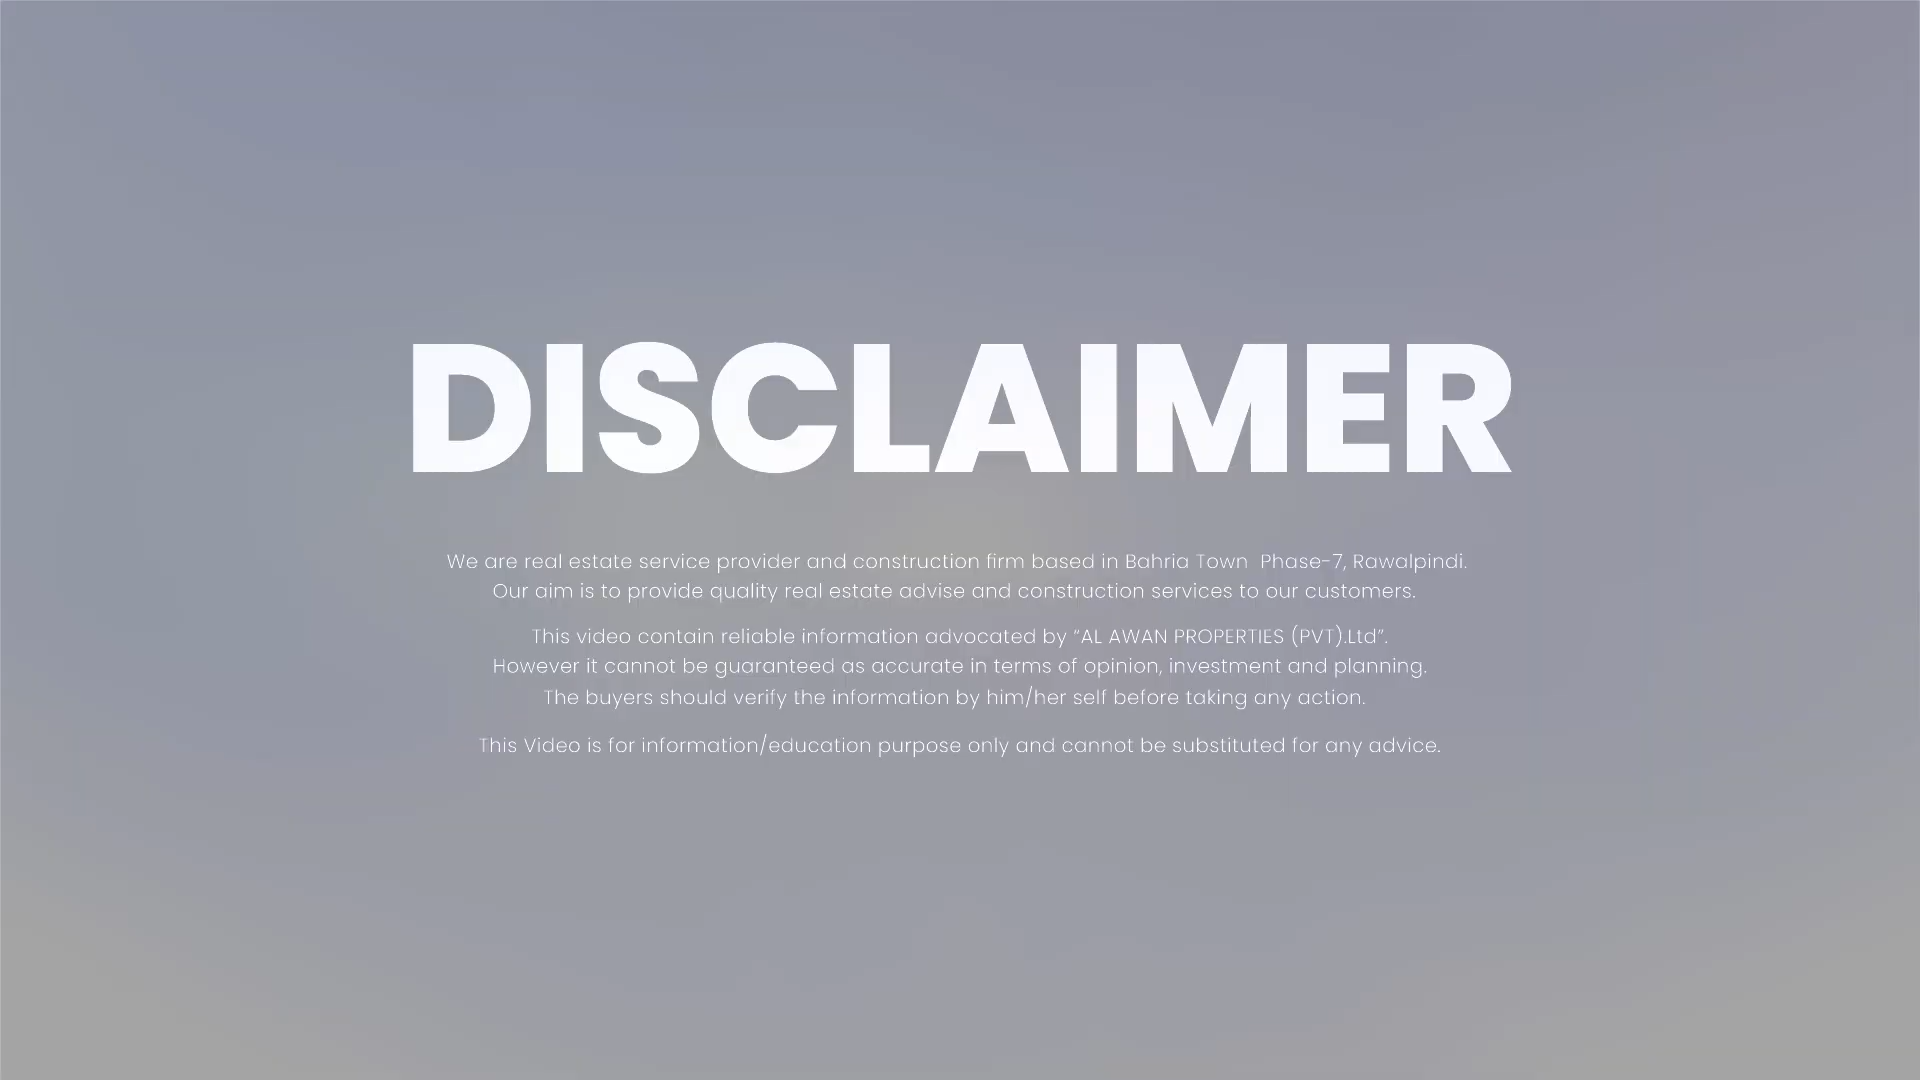 DISCLAIMER
We are real estate service provider and construction firm based in Bahria Town Phase-7, Rawalpindi.
Our aim is to provide quality real estate advise and construction services to our customers.
This video contain reliable information advocated by “AL AWAN PROPERTIES (PVT).Ltd”.
However it cannot be guaranteed as accurate in terms of opinion, investment and planning.
The buyers should verify the information by him/her self before taking any action.
This Video is for information/education purpose only and cannot be substituted for any advice.